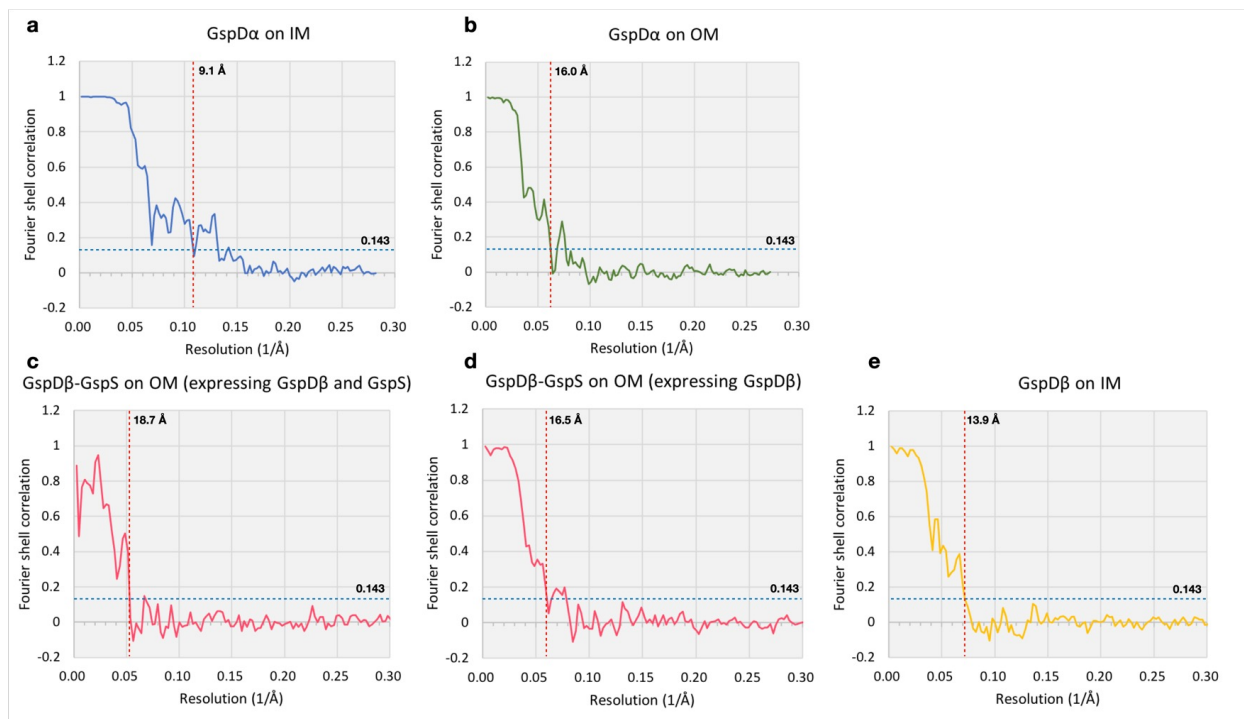 a
GspDα on IM
1.2
1
0.8
0.6
0.4
0.2
0
-0.2
Fourier shell correlation
9.1 Å
0.143
0.00 0.05 0.10 0.15 0.20 0.25 0.30
Resolution (1/Å)
b
GspDα on OM
1.2
1
0.8
0.6
0.4
0.2
0
-0.2
Fourier shell correlation
16.0 Å
0.143
0.00 0.05 0.10 0.15 0.20 0.25 0.30
Resolution (1/Å)
c
GspDβ-GspS on OM (expressing GspDβ and GspS)
1.2
1
0.8
0.6
0.4
0.2
0
-0.2
Fourier shell correlation
18.7 Å
0.143
0.00 0.05 0.10 0.15 0.20 0.25 0.30
Resolution (1/Å)
d
GspDβ-GspS on OM (expressing GspDβ)
1.2
1
0.8
0.6
0.4
0.2
0
-0.2
Fourier shell correlation
16.5 Å
0.143
0.00 0.05 0.10 0.15 0.20 0.25 0.30
Resolution (1/Å)
e
GspDβ on IM
1.2
1
0.8
0.6
0.4
0.2
0
-0.2
Fourier shell correlation
13.9 Å
0.143
0.00 0.05 0.10 0.15 0.20 0.25 0.30
Resolution (1/Å)